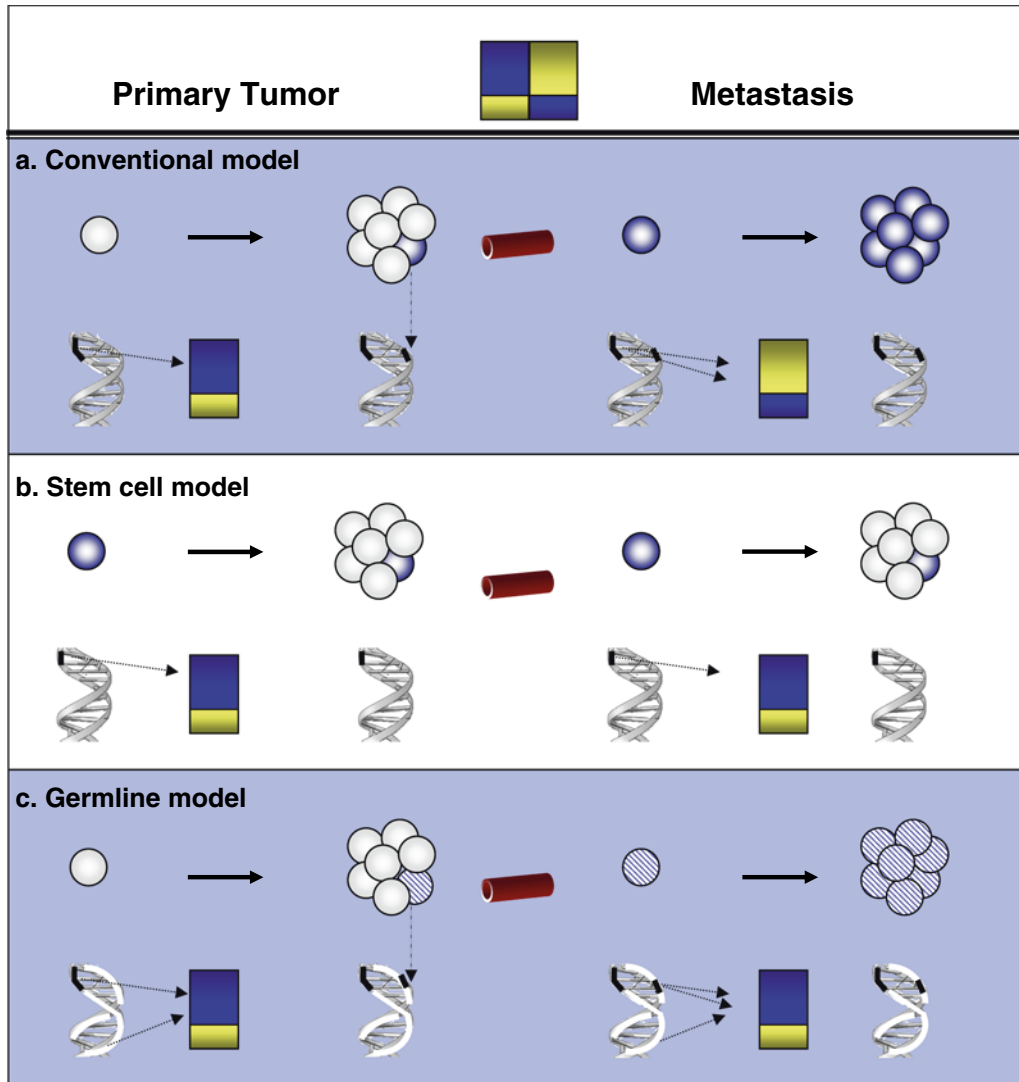 Primary Tumor Metastasis
a. Conventional model
b. Stem cell model
c. Germline model